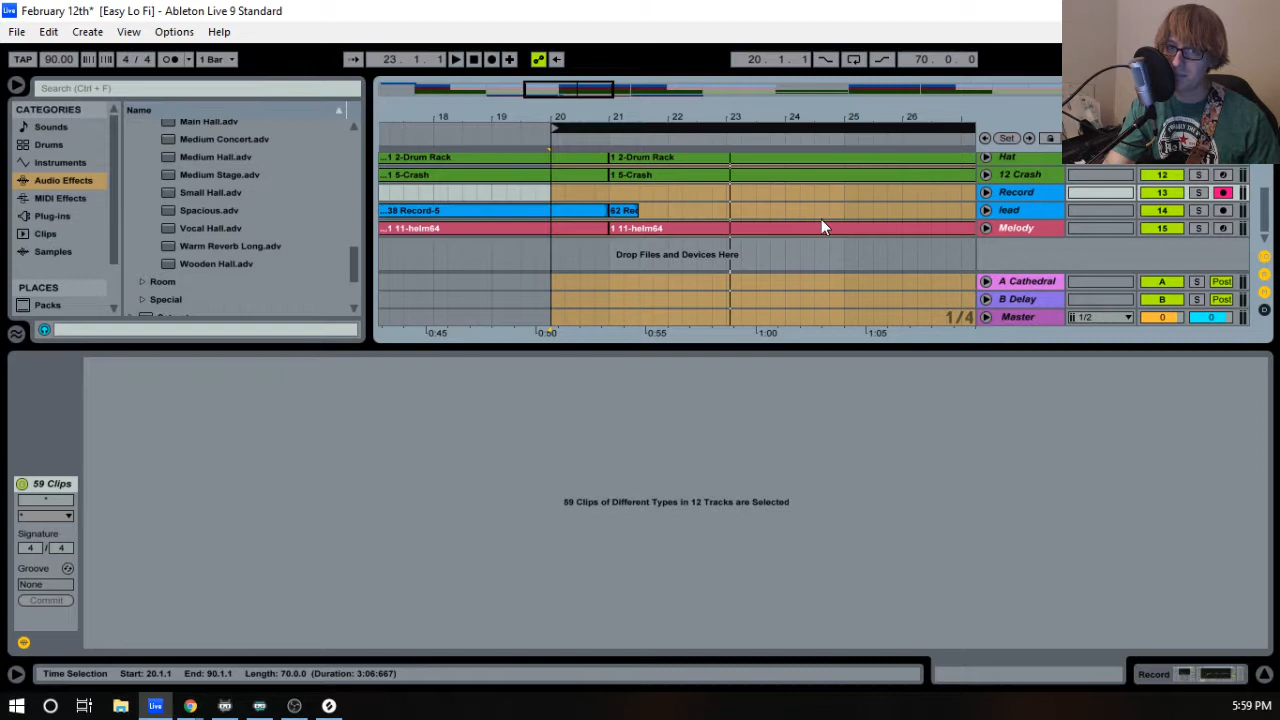 February 12th*  [Easy Lo Fi] - Ableton Live 9 Standard
File Edit Create View Options Help
TAP 90.00 4 / 4 1 Bar 23. 1. 1 20. 1. 1 70. 0. 0
Search (Ctrl + F)
CATEGORIES
Sounds
Drums
Instruments
Audio Effects
MIDI Effects
Plug-ins
Clips
Samples
PLACES
Packs
Name
Main Hall.adv
Medium Concert.adv
Medium Hall.adv
Medium Stage.adv
Small Hall.adv
Spacious.adv
Vocal Hall.adv
Warm Reverb Long.adv
Wooden Hall.adv
Room
Special
18 19 20 21 22 23 24 25 26
Set
...1 2-Drum Rack 1 2-Drum Rack Hat
...1 5-Crash 1 5-Crash 12 Crash 12 S
Record 13 S
...38 Record-5 62 Rec lead 14 S
...1 11-helm64 1 11-helm64 Melody 15 S
Drop Files and Devices Here
A Cathedral A S Post
B Delay B S Post
1/4 Master 1/2 0 0
0:45 0:50 0:55 1:00 1:05
59 Clips
*
*
Signature
4 / 4
Groove
None
Commit
59 Clips of Different Types in 12 Tracks are Selected
Time Selection Start: 20.1.1 End: 90.1.1 Length: 70.0.0 (Duration: 3:06:667)
Record
Live
5:59 PM